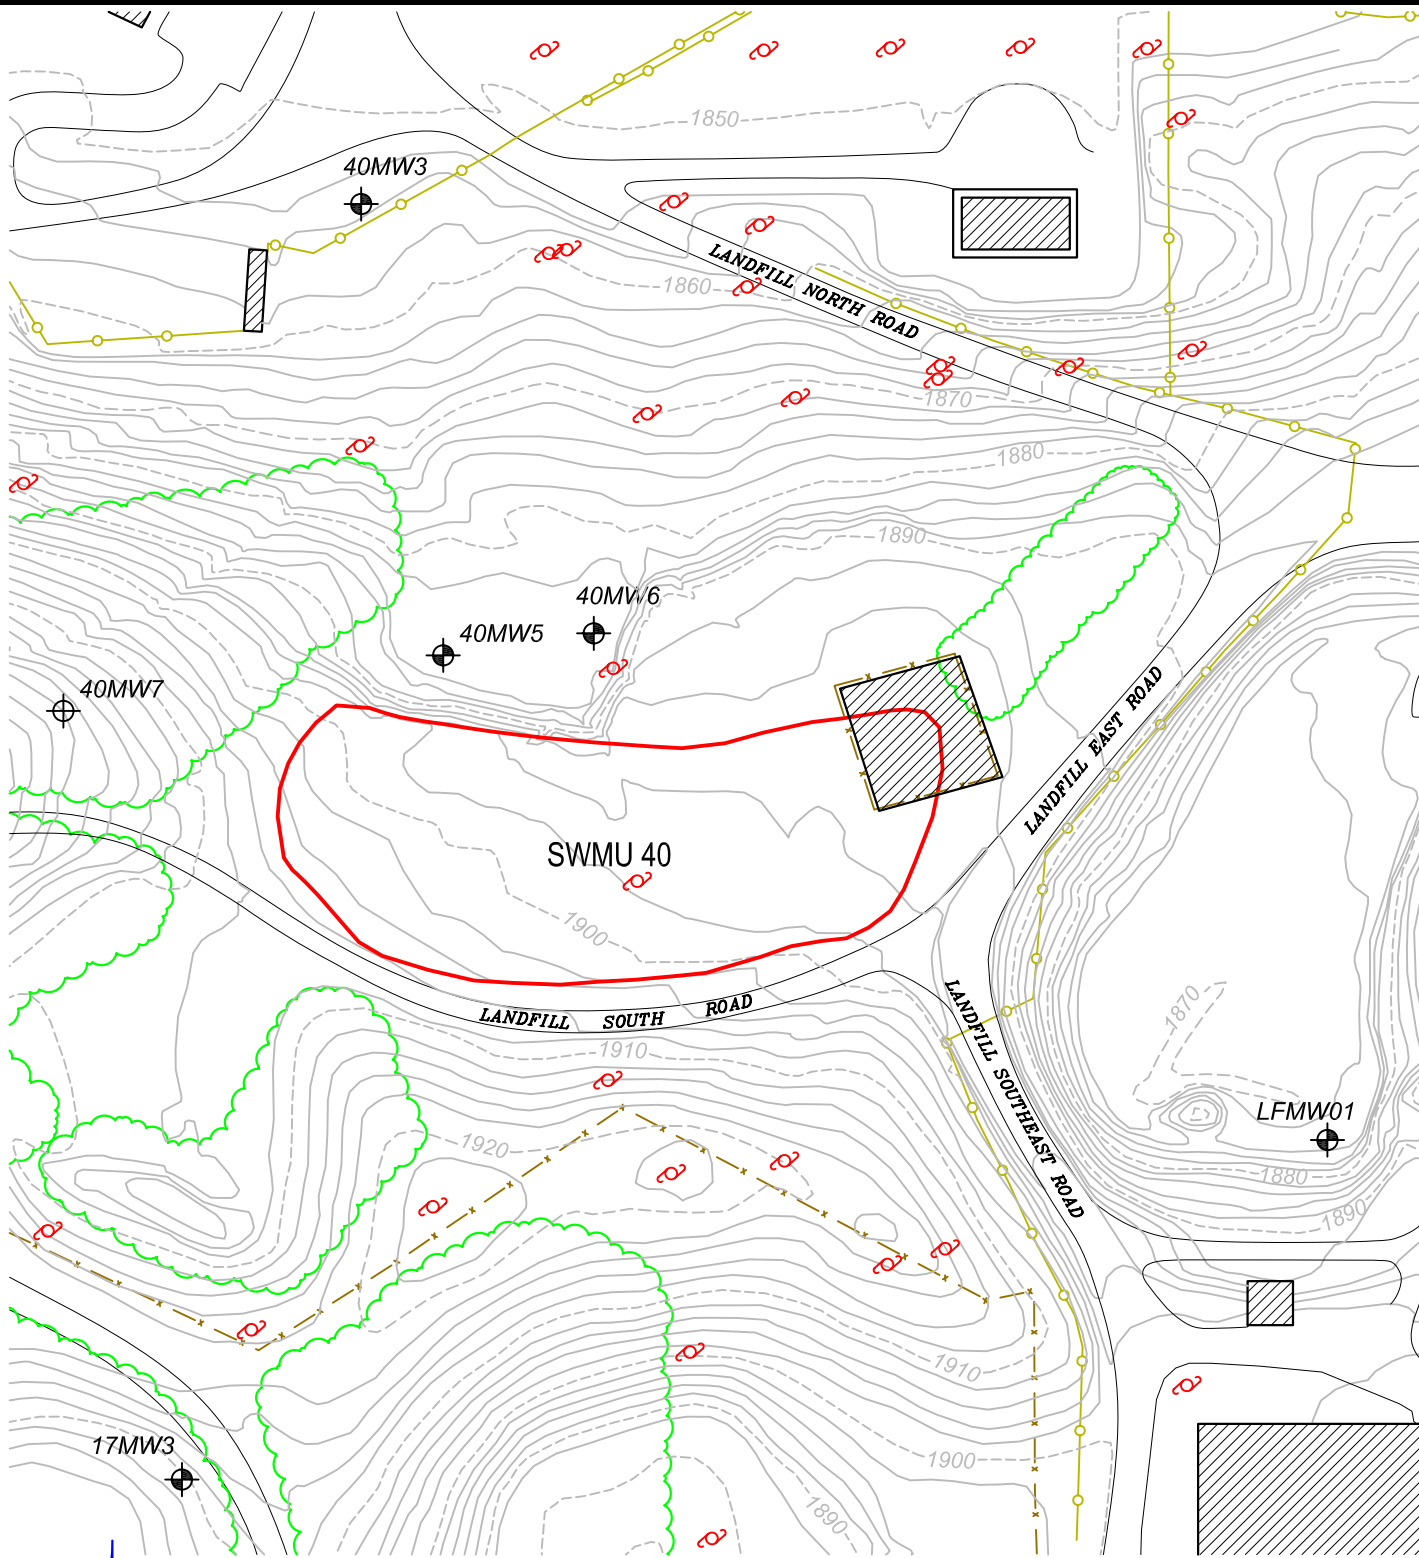 1850
40MW3
LANDFILL NORTH ROAD
1860
1870
1880
1890
40MW6
40MW5
40MW7
LANDFILL EAST ROAD
SWMU 40
1900
LANDFILL SOUTH ROAD
LANDFILL SOUTHEAST ROAD
1870
1910
LFMW01
1920
1880
1890
1910
17MW3
1900
1890